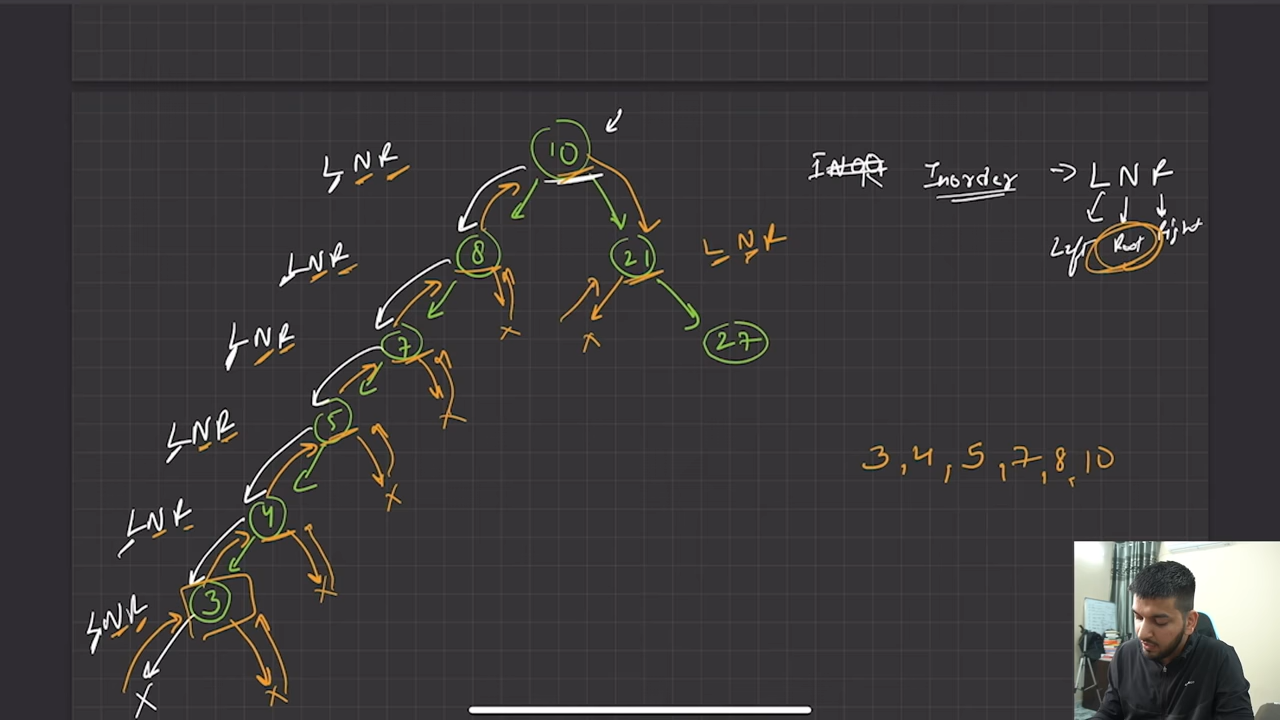 10
LNR
Inorder → LNR
Left Root Right
LNR
8
21
LNR
LNR
7
27
LNR
5
3, 4, 5, 7, 8, 10
LNR
4
LNR
3